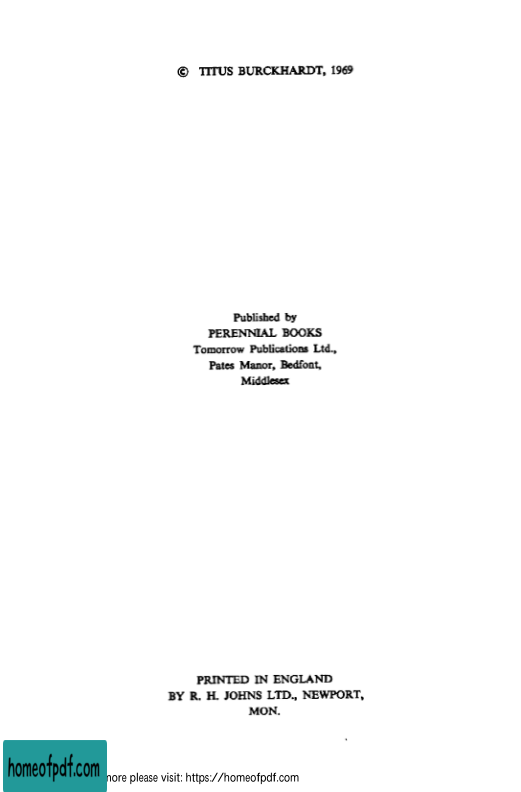 © TITUS BURCKHARDT, 1969
Published by
PERENNIAL BOOKS
Tomorrow Publications Ltd.,
Pates Manor, Bedfont,
Middlesex
PRINTED IN ENGLAND
BY R. H. JOHNS LTD., NEWPORT,
MON.
homeofpdf.com
more please visit: https://homeofpdf.com